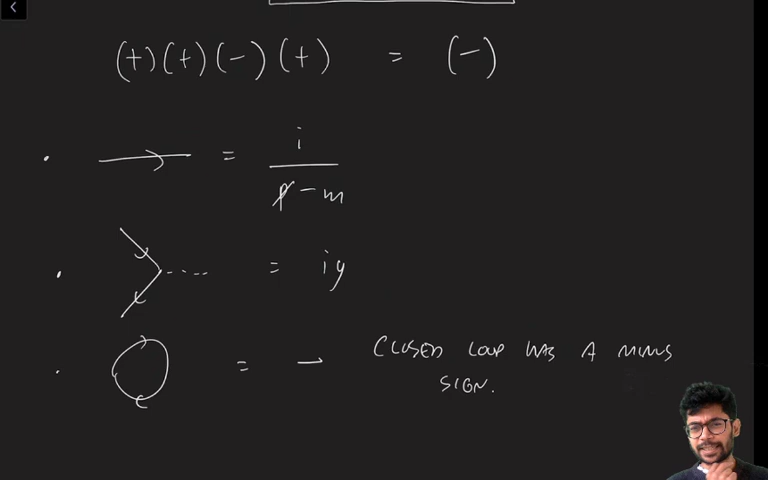 (+)(+)(-)(+) = (-)
→ = i / (p̸ - m)
= ig
= - CLOSED LOOP HAS A MINUS
SIGN.